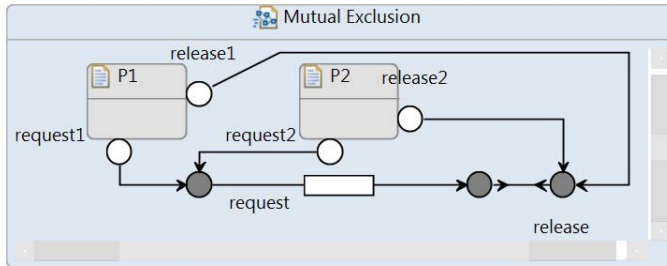 Mutual Exclusion
release1
P1
P2
release2
request1
request2
request
release